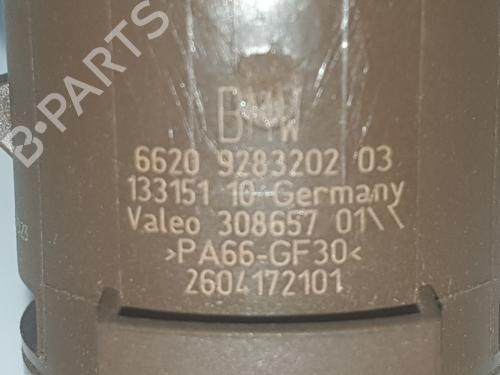 B-PARTS
BMW
6620 9283202 03
133151 10-Germany
Valeo 308657 01\\
>PA66-GF30<
2604172101